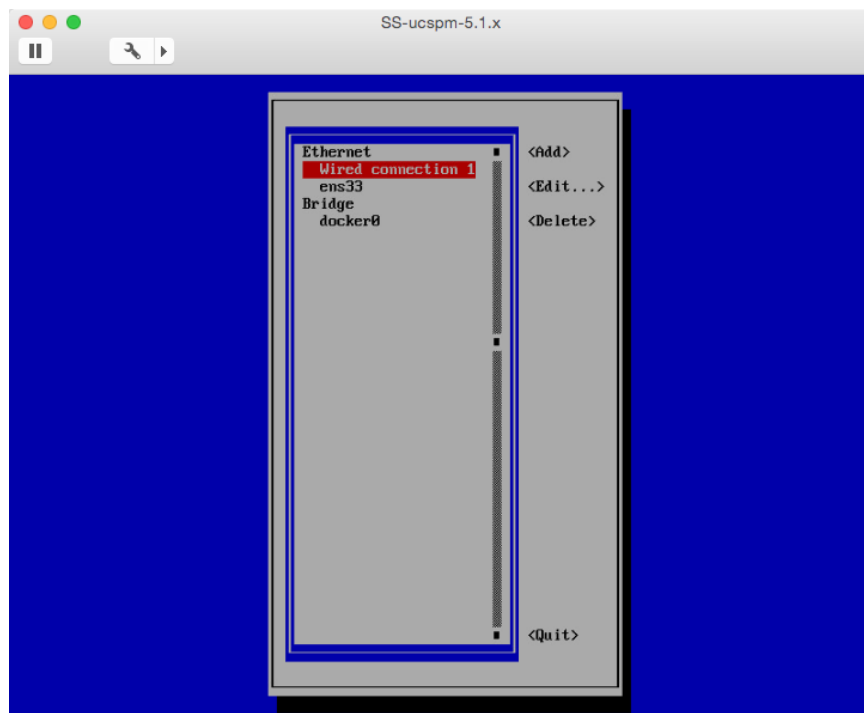 SS-ucspm-5.1.x
Ethernet
Wired connection 1
ens33
Bridge
docker0
<Add>
<Edit...>
<Delete>
<Quit>